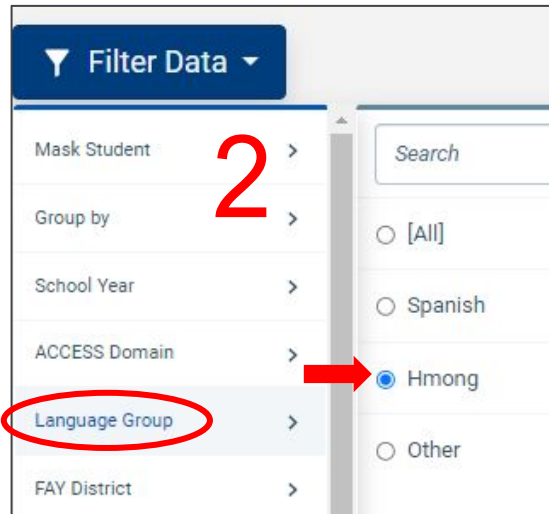 Filter Data
2
Mask Student
Group by
School Year
ACCESS Domain
Language Group
FAY District
Search
[All]
Spanish
Hmong
Other